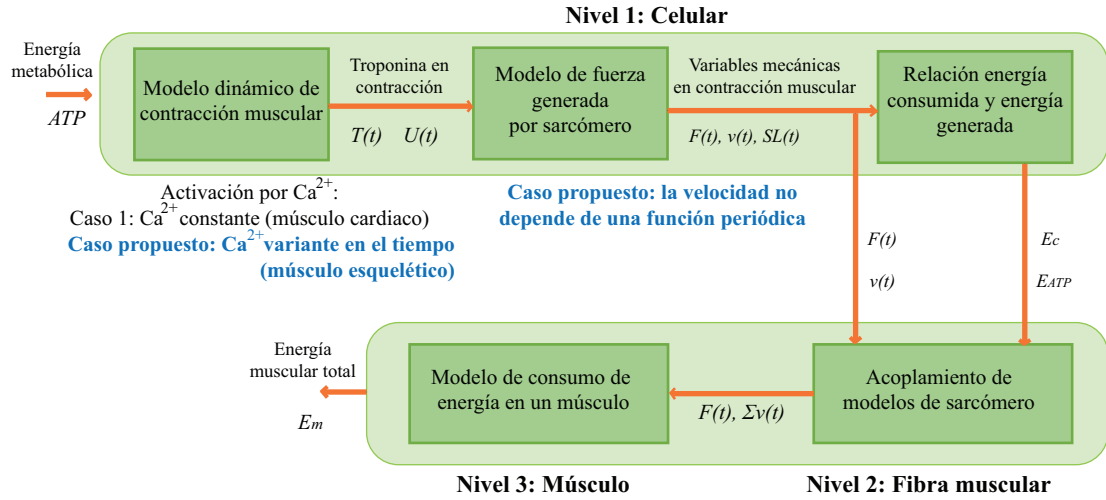 Nivel 1: Celular
Energía
metabólica
ATP
Modelo dinámico de
contracción muscular
Troponina en
contracción
T(t) U(t)
Modelo de fuerza
generada
por sarcómero
Variables mecánicas
en contracción muscular
F(t), v(t), SL(t)
Relación energía
consumida y energía
generada
Activación por Ca²⁺:
Caso 1: Ca²⁺ constante (músculo cardiaco)
Caso propuesto: Ca²⁺ variante en el tiempo
(músculo esquelético)
Caso propuesto: la velocidad no
depende de una función periódica
F(t)
v(t)
Ec
EATP
Energía
muscular total
Em
Modelo de consumo de
energía en un músculo
F(t), Σv(t)
Acoplamiento de
modelos de sarcómero
Nivel 3: Músculo
Nivel 2: Fibra muscular